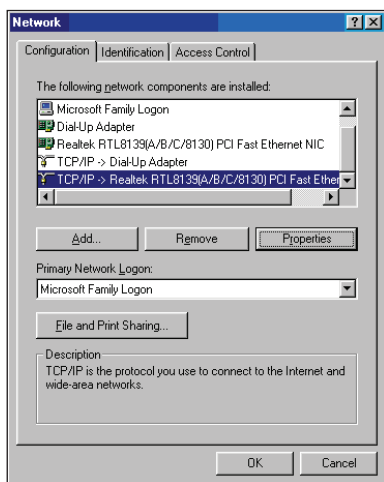 Network
Configuration Identification Access Control
The following network components are installed:
Microsoft Family Logon
Dial-Up Adapter
Realtek RTL8139(A/B/C/8130) PCI Fast Ethernet NIC
TCP/IP -> Dial-Up Adapter
TCP/IP -> Realtek RTL8139(A/B/C/8130) PCI Fast Ether
Add... Remove Properties
Primary Network Logon:
Microsoft Family Logon
File and Print Sharing...
Description
TCP/IP is the protocol you use to connect to the Internet and
wide-area networks.
OK Cancel